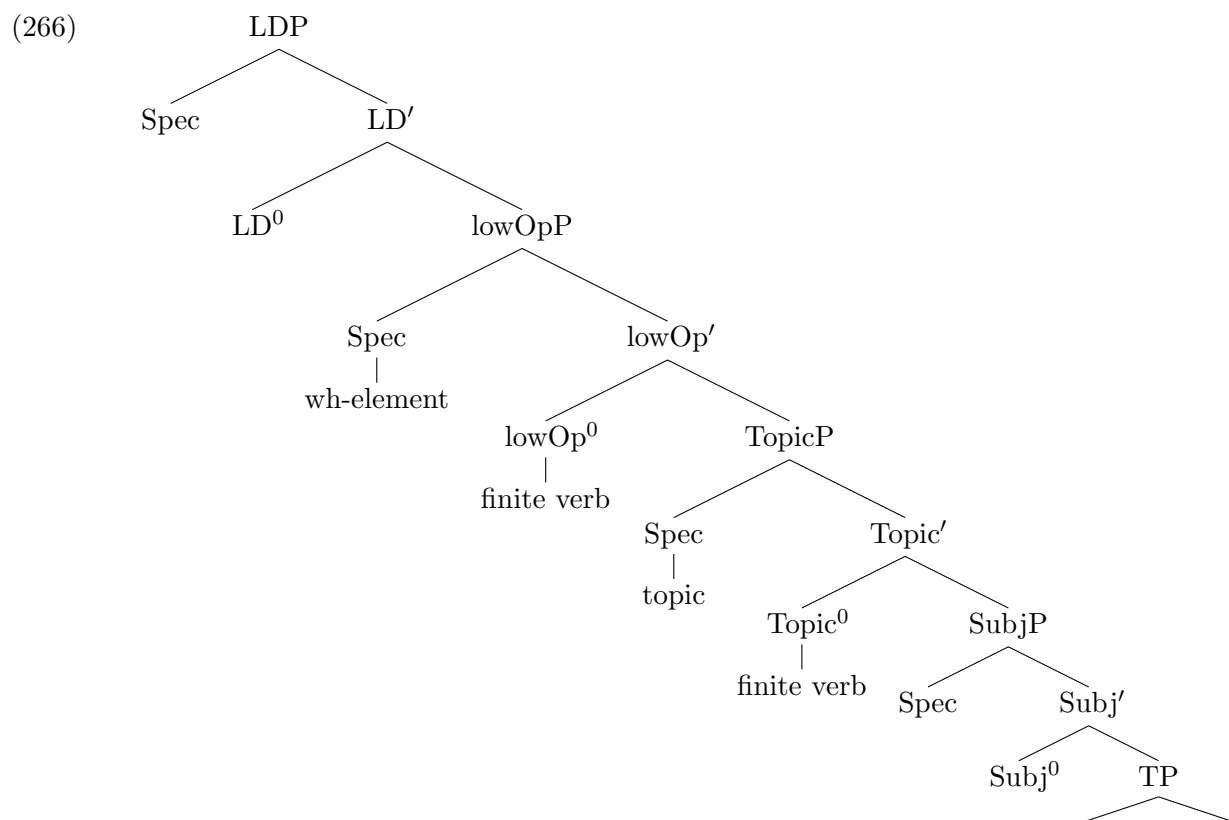 (266)
LDP
Spec LD′
LD⁰ lowOpP
Spec lowOp′
wh-element
lowOp⁰ TopicP
finite verb
Spec Topic′
topic
Topic⁰ SubjP
finite verb
Spec Subj′
Subj⁰ TP